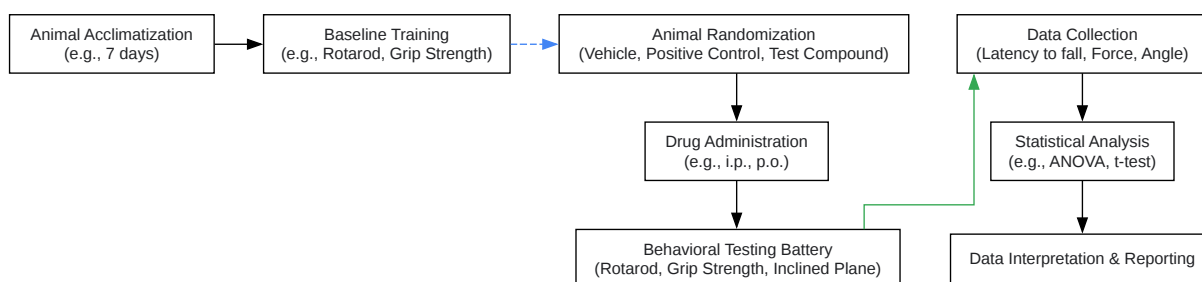 Animal Acclimatization
(e.g., 7 days)
Baseline Training
(e.g., Rotarod, Grip Strength)
Animal Randomization
(Vehicle, Positive Control, Test Compound)
Drug Administration
(e.g., i.p., p.o.)
Behavioral Testing Battery
(Rotarod, Grip Strength, Inclined Plane)
Data Collection
(Latency to fall, Force, Angle)
Statistical Analysis
(e.g., ANOVA, t-test)
Data Interpretation & Reporting